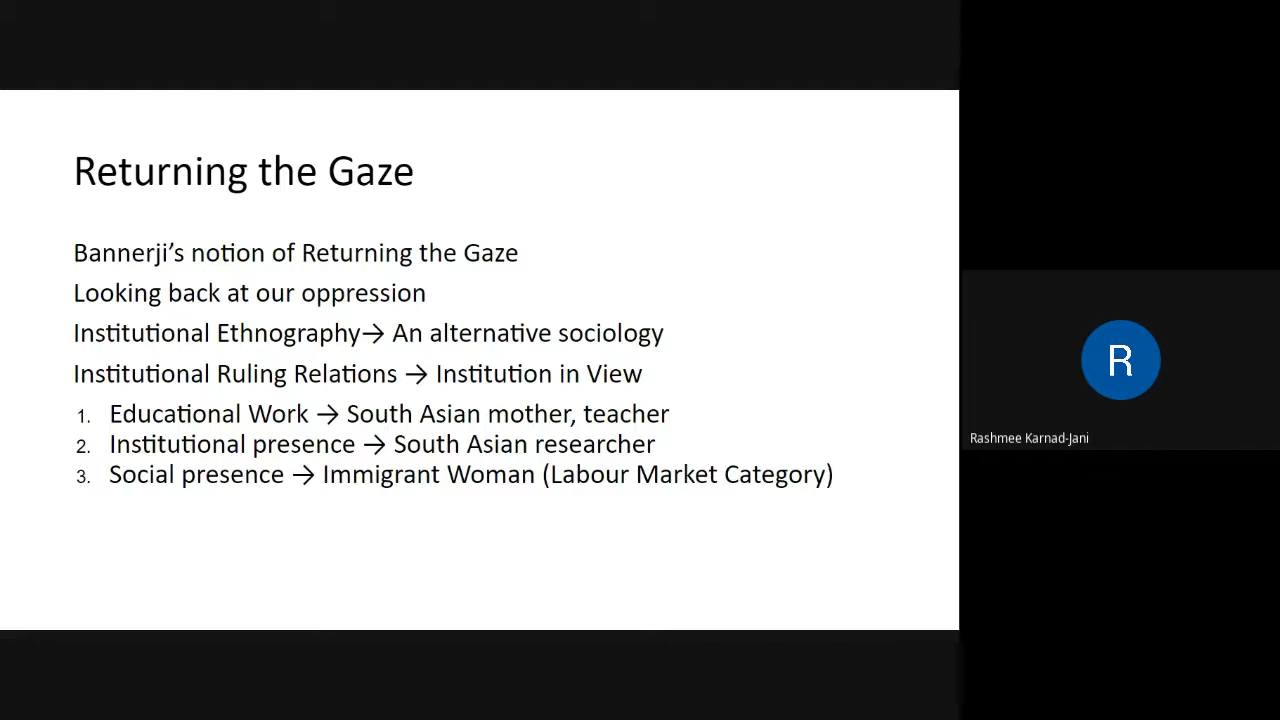 Returning the Gaze
Bannerji’s notion of Returning the Gaze
Looking back at our oppression
Institutional Ethnography→ An alternative sociology
Institutional Ruling Relations → Institution in View
1. Educational Work → South Asian mother, teacher
2. Institutional presence → South Asian researcher
3. Social presence → Immigrant Woman (Labour Market Category)
R
Rashmee Karnad-Jani